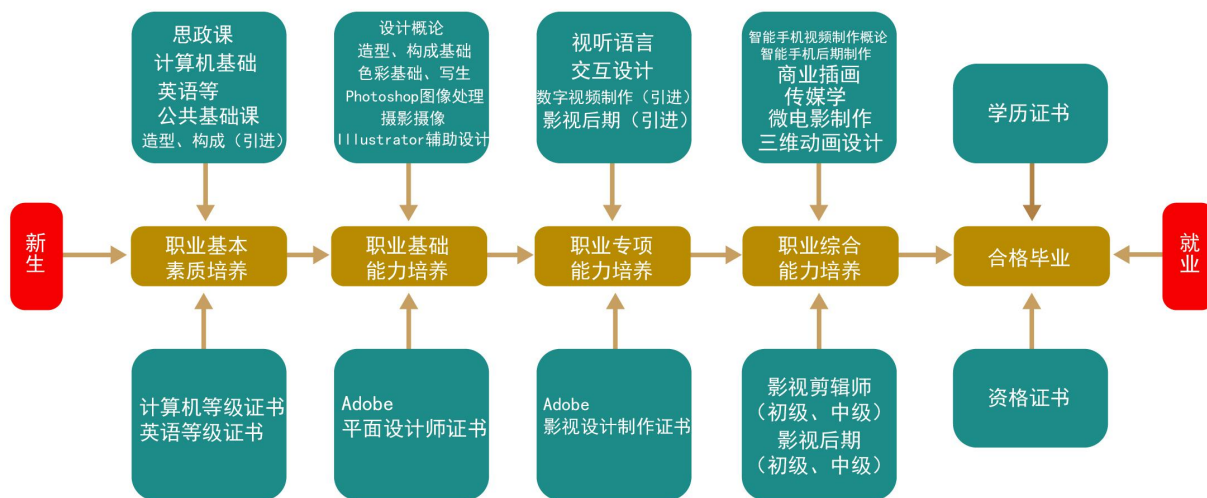 思政课
计算机基础
英语等
公共基础课
造型、构成（引进）
设计概论
造型、构成基础
色彩基础、写生
Photoshop图像处理
摄影摄像
Illustrator辅助设计
视听语言
交互设计
数字视频制作（引进）
影视后期（引进）
智能手机视频制作概论
智能手机后期制作
商业插画
传媒学
微电影制作
三维动画设计
学历证书
新生
职业基本
素质培养
职业基础
能力培养
职业专项
能力培养
职业综合
能力培养
合格毕业
就业
计算机等级证书
英语等级证书
Adobe
平面设计师证书
Adobe
影视设计制作证书
影视剪辑师
（初级、中级）
影视后期
（初级、中级）
资格证书